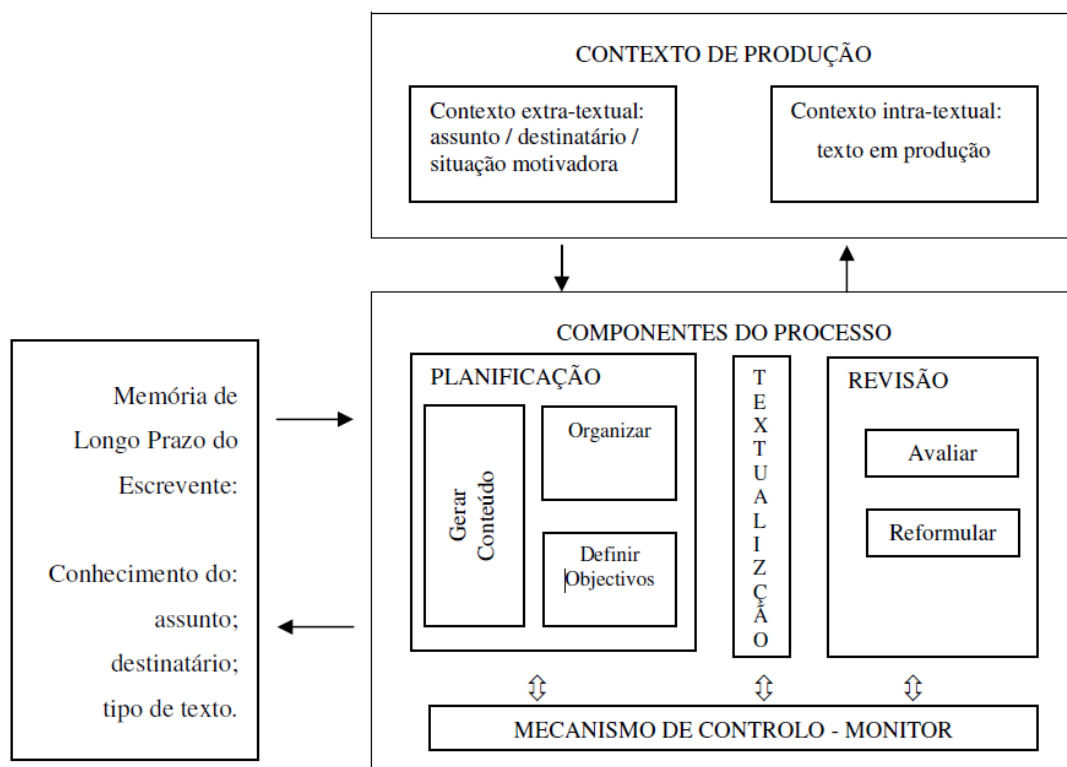 CONTEXTO DE PRODUÇÃO
Contexto extra-textual:
assunto / destinatário /
situação motivadora
Contexto intra-textual:
texto em produção
COMPONENTES DO PROCESSO
Memória de
Longo Prazo do
Escrevente:
Conhecimento do:
assunto;
destinatário;
tipo de texto.
PLANIFICAÇÃO
Gerar
Conteúdo
Organizar
Definir
Objectivos
TEXTUALIZÇÃO
REVISÃO
Avaliar
Reformular
MECANISMO DE CONTROLO - MONITOR